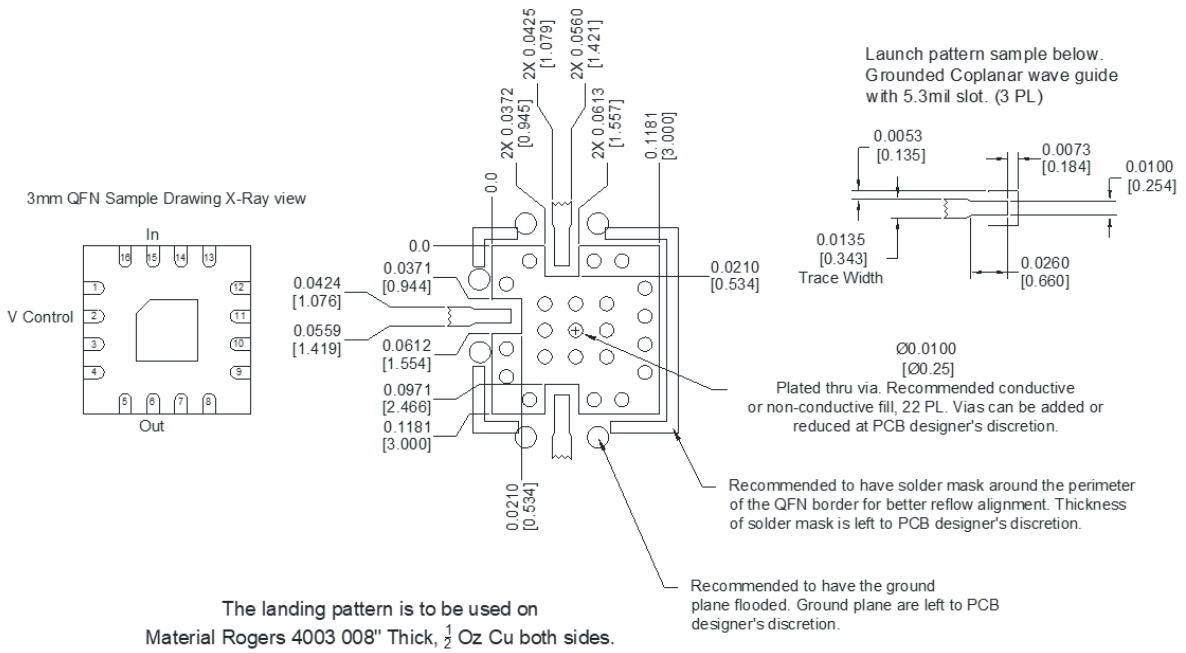 2X 0.0425
[1.079]
2X 0.0560
[1.421]
2X 0.0372
[0.945]
2X 0.0613
[1.557]
0.1181
[3.000]
0.0
Launch pattern sample below.
Grounded Coplanar wave guide
with 5.3mil slot. (3 PL)
0.0053
[0.135]
0.0073
[0.184]
0.0100
[0.254]
0.0135
[0.343]
Trace Width
0.0260
[0.660]
3mm QFN Sample Drawing X-Ray view
In
16 15 14 13
1
2
3
4
12
11
10
9
V Control
5 6 7 8
Out
0.0
0.0371
[0.944]
0.0424
[1.076]
0.0559
[1.419]
0.0612
[1.554]
0.0971
[2.466]
0.1181
[3.000]
0.0210
[0.534]
0.0210
[0.534]
Ø0.0100
[Ø0.25]
Plated thru via. Recommended conductive
or non-conductive fill, 22 PL. Vias can be added or
reduced at PCB designer's discretion.
Recommended to have solder mask around the perimeter
of the QFN border for better reflow alignment. Thickness
of solder mask is left to PCB designer's discretion.
Recommended to have the ground
plane flooded. Ground plane are left to PCB
designer's discretion.
The landing pattern is to be used on
Material Rogers 4003 008" Thick, 1/2 Oz Cu both sides.